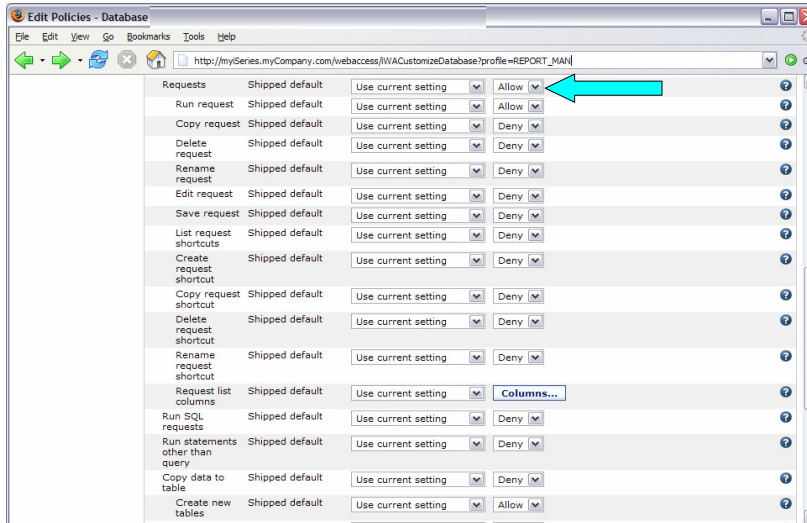 Edit Policies - Database
File Edit View Go Bookmarks Tools Help
http://myiSeries.myCompany.com/webaccess/iWACustomizeDatabase?profile=REPORT_MAN
Requests Shipped default Use current setting Allow
Run request Shipped default Use current setting Allow
Copy request Shipped default Use current setting Deny
Delete request Shipped default Use current setting Deny
Rename request Shipped default Use current setting Deny
Edit request Shipped default Use current setting Deny
Save request Shipped default Use current setting Deny
List request shortcuts Shipped default Use current setting Deny
Create request shortcut Shipped default Use current setting Deny
Copy request shortcut Shipped default Use current setting Deny
Delete request shortcut Shipped default Use current setting Deny
Rename request shortcut Shipped default Use current setting Deny
Request list columns Shipped default Use current setting Columns...
Run SQL requests Shipped default Use current setting Deny
Run statements other than query Shipped default Use current setting Deny
Copy data to table Shipped default Use current setting Deny
Create new tables Shipped default Use current setting Allow